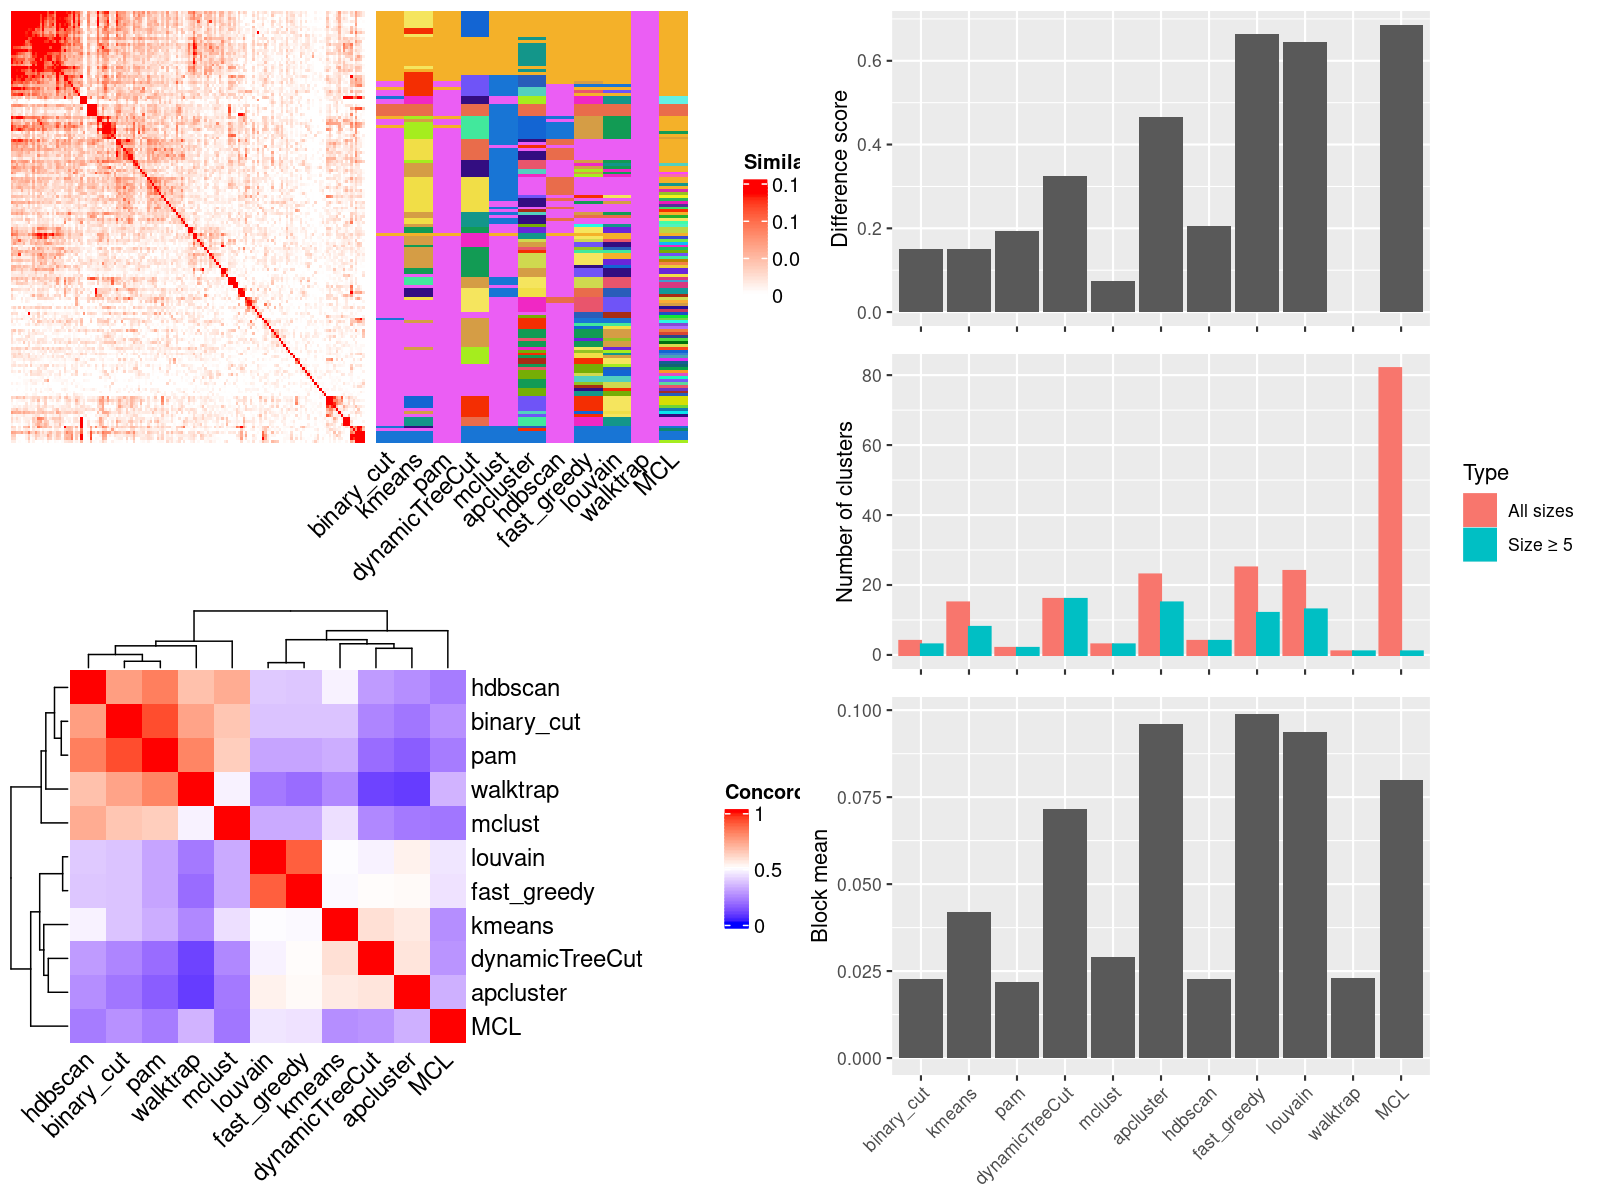 Simila
0.1
0.1
0.0
0
binary_cut
kmeans
pam
dynamicTreeCut
mclust
apcluster
hdbscan
fast_greedy
louvain
walktrap
MCL
hdbscan
binary_cut
pam
walktrap
mclust
louvain
fast_greedy
kmeans
dynamicTreeCut
apcluster
MCL
Concord
1
0.5
0
hdbscan
binary_cut
pam
walktrap
mclust
louvain
fast_greedy
kmeans
dynamicTreeCut
apcluster
MCL
Difference score
0.6
0.4
0.2
0.0
Number of clusters
80
60
40
20
0
Type
All sizes
Size ≥ 5
Block mean
0.100
0.075
0.050
0.025
0.000
binary_cut
kmeans
pam
dynamicTreeCut
mclust
apcluster
hdbscan
fast_greedy
louvain
walktrap
MCL